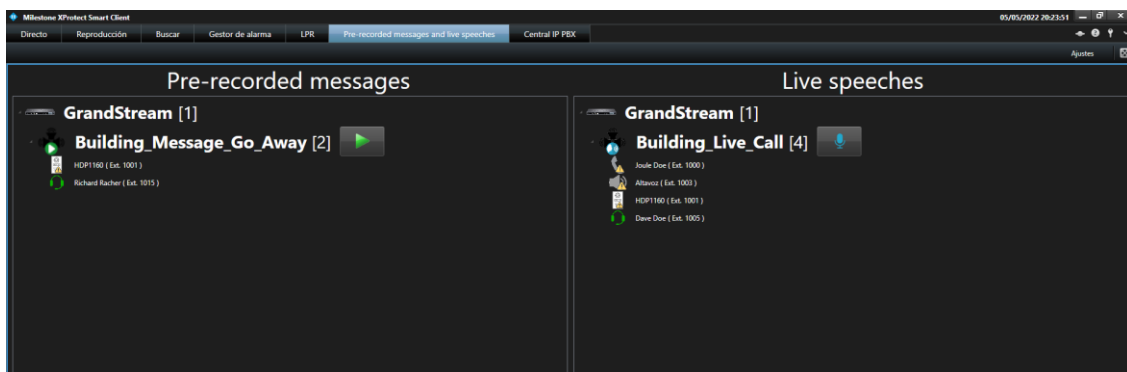 Milestone XProtect Smart Client
05/05/2022 20:23:51
Directo Reproducción Buscar Gestor de alarma LPR Pre-recorded messages and live speeches Central IP PBX
Ajustes
Pre-recorded messages
GrandStream [1]
Building_Message_Go_Away [2]
HDP1160 ( Ext. 1001 )
Richard Racher ( Ext. 1015 )
Live speeches
GrandStream [1]
Building_Live_Call [4]
Joule Doe ( Ext. 1000 )
Altavoz ( Ext. 1003 )
HDP1160 ( Ext. 1001 )
Dave Doe ( Ext. 1005 )